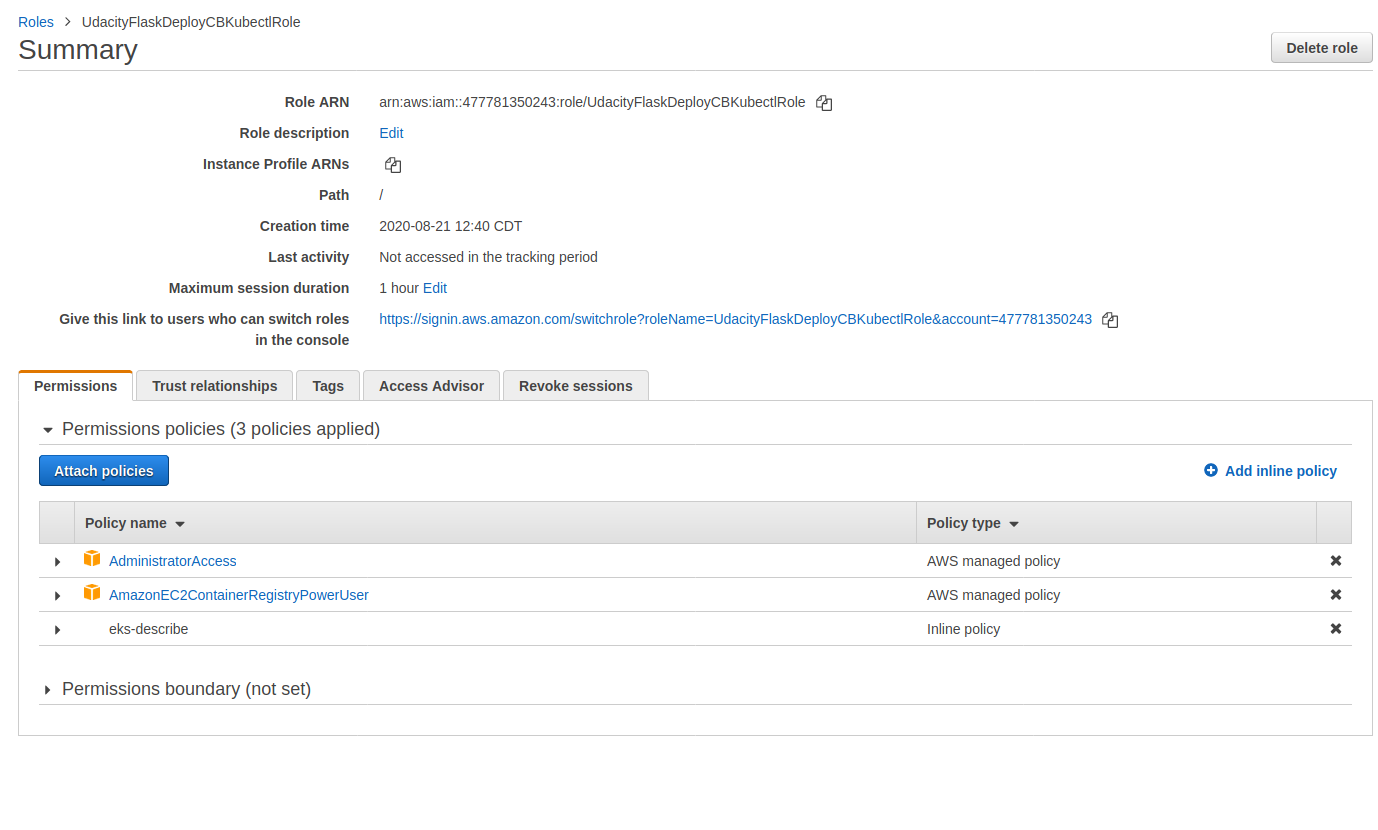 Roles > UdacityFlaskDeployCBKubectlRole
Summary
Delete role
Role ARN arn:aws:iam::477781350243:role/UdacityFlaskDeployCBKubectlRole
Role description Edit
Instance Profile ARNs
Path /
Creation time 2020-08-21 12:40 CDT
Last activity Not accessed in the tracking period
Maximum session duration 1 hour Edit
Give this link to users who can switch roles https://signin.aws.amazon.com/switchrole?roleName=UdacityFlaskDeployCBKubectlRole&account=477781350243
in the console
Permissions Trust relationships Tags Access Advisor Revoke sessions
Permissions policies (3 policies applied)
Attach policies Add inline policy
Policy name Policy type
AdministratorAccess AWS managed policy
AmazonEC2ContainerRegistryPowerUser AWS managed policy
eks-describe Inline policy
Permissions boundary (not set)